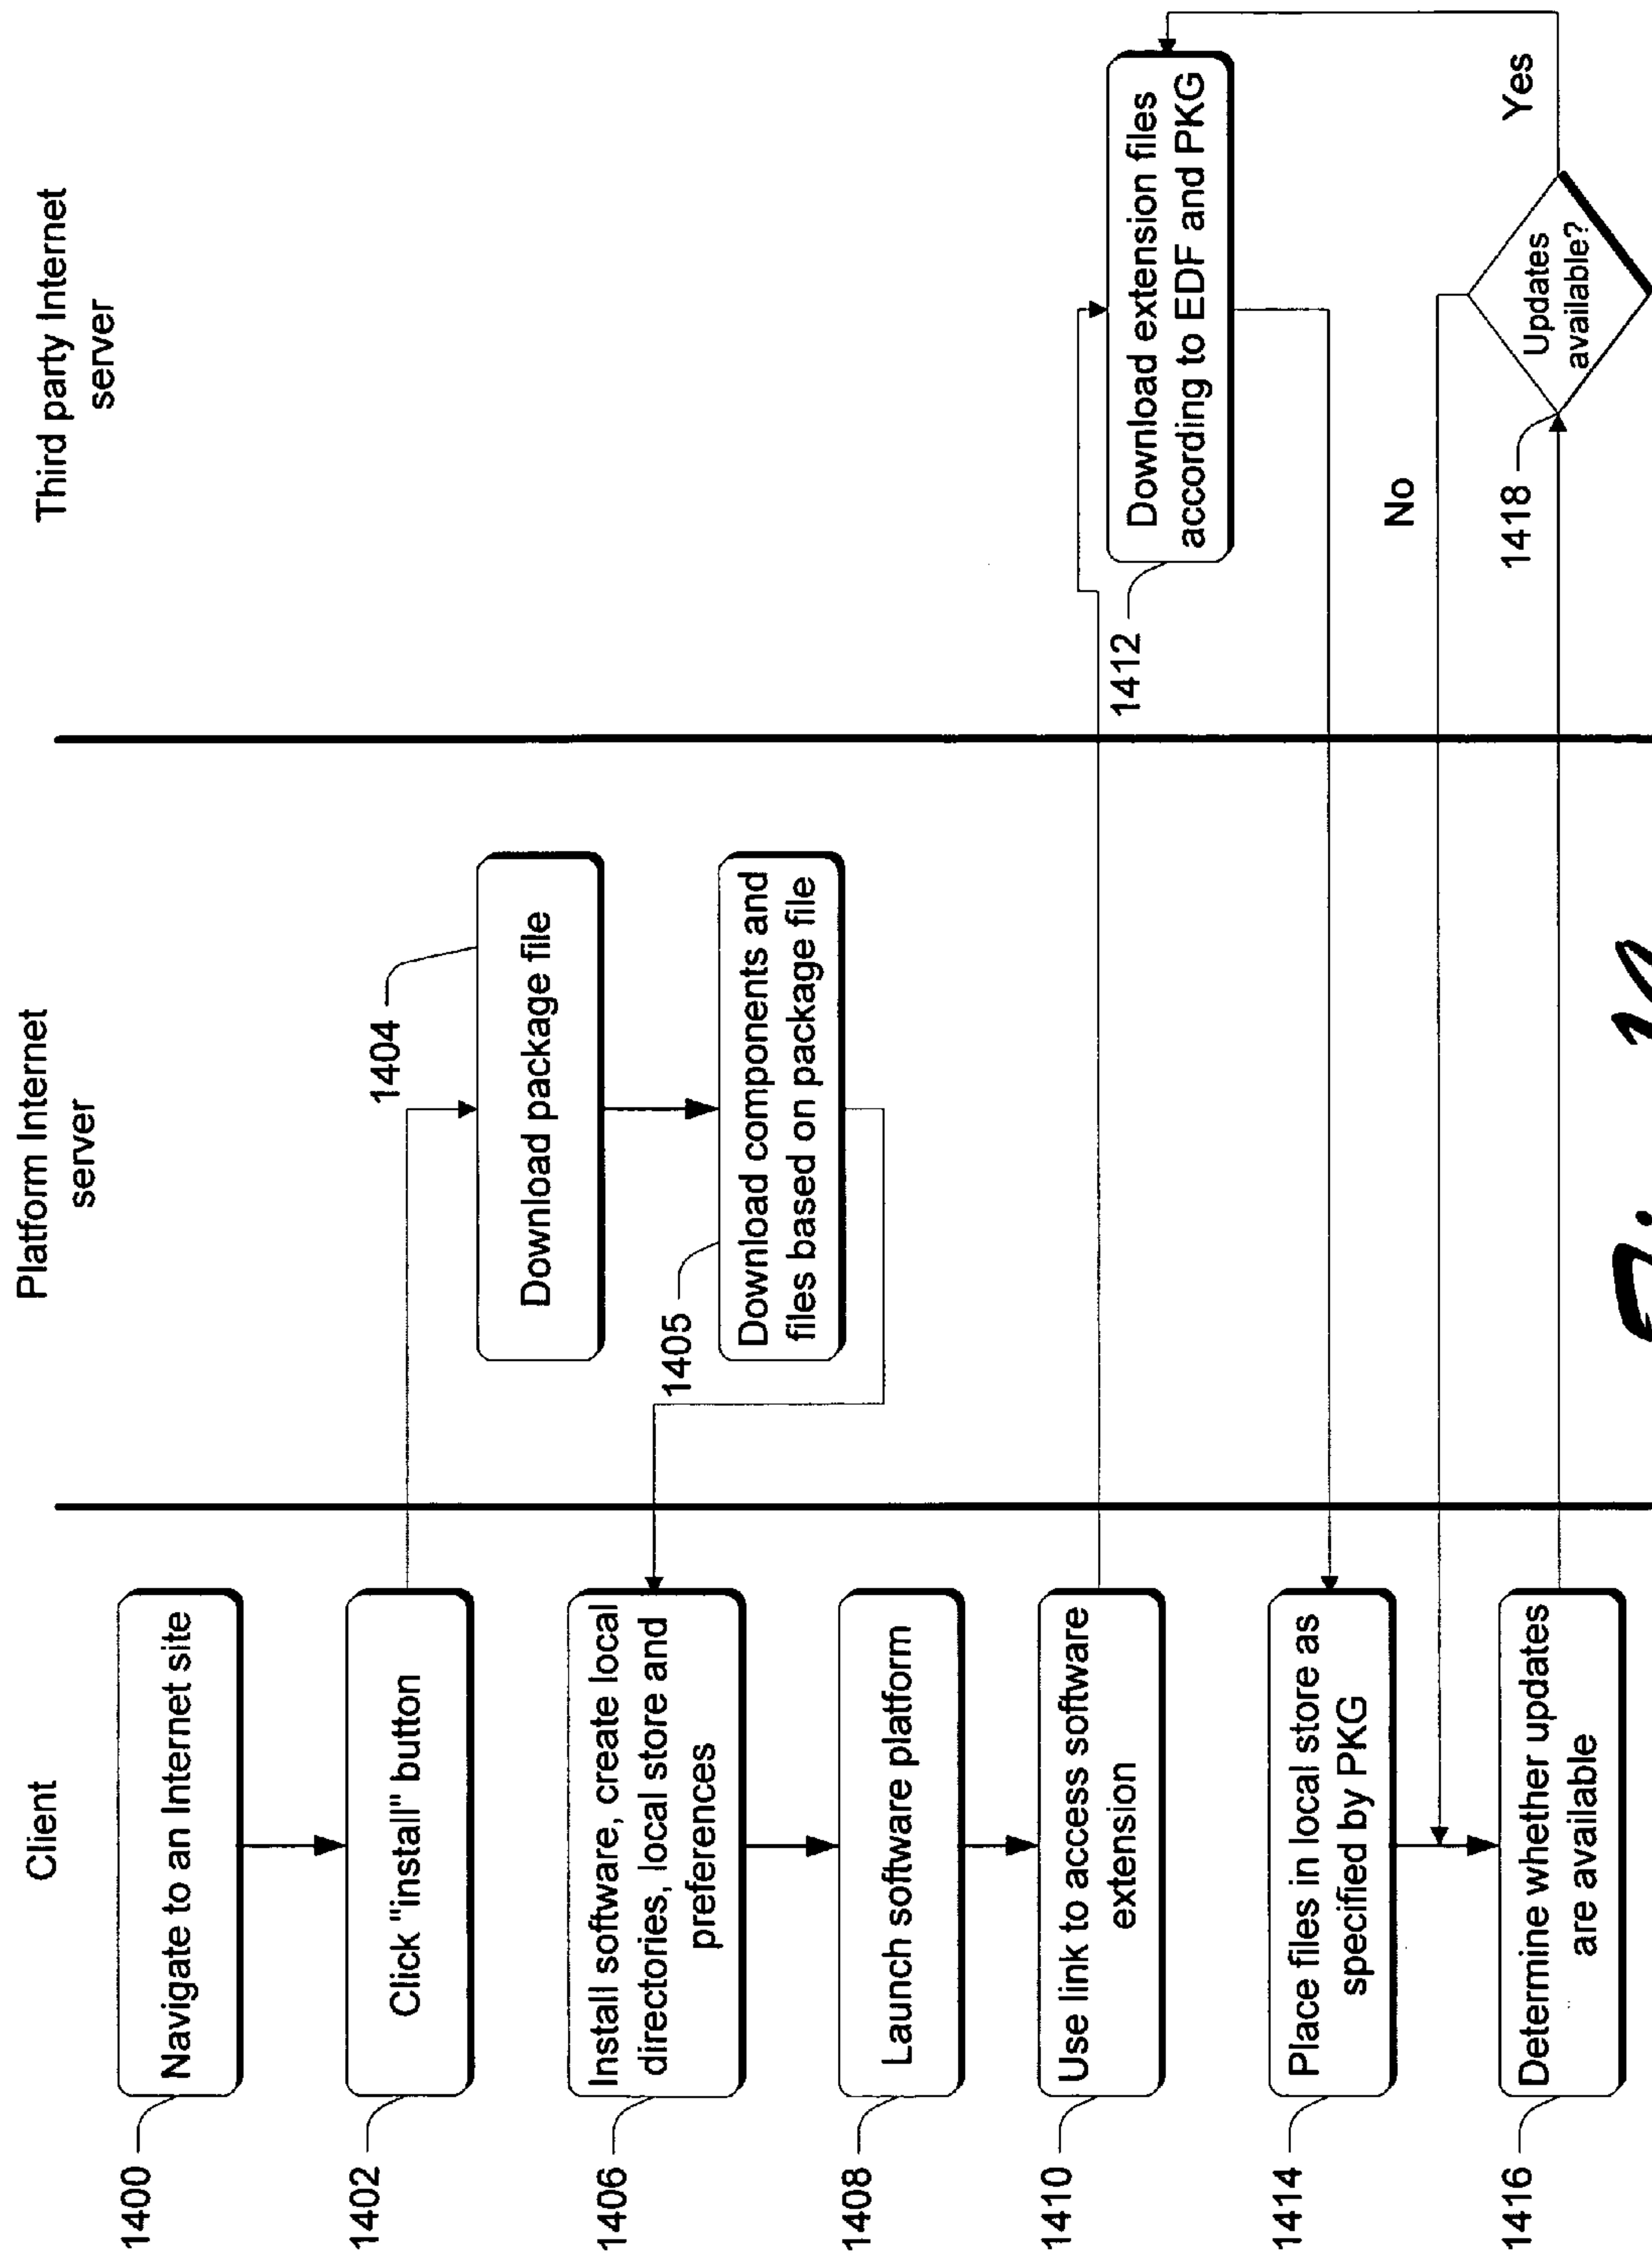 Client
Platform Internet
server
Third party Internet
server
1400
Navigate to an Internet site
1402
Click "install" button
1404
Download package file
1405
Download components and
files based on package file
1406
Install software, create local
directories, local store and
preferences
1408
Launch software platform
1410
Use link to access software
extension
1412
Download extension files
according to EDF and PKG
1414
Place files in local store as
specified by PKG
No
1416
Determine whether updates
are available
1418
Updates
available?
Yes